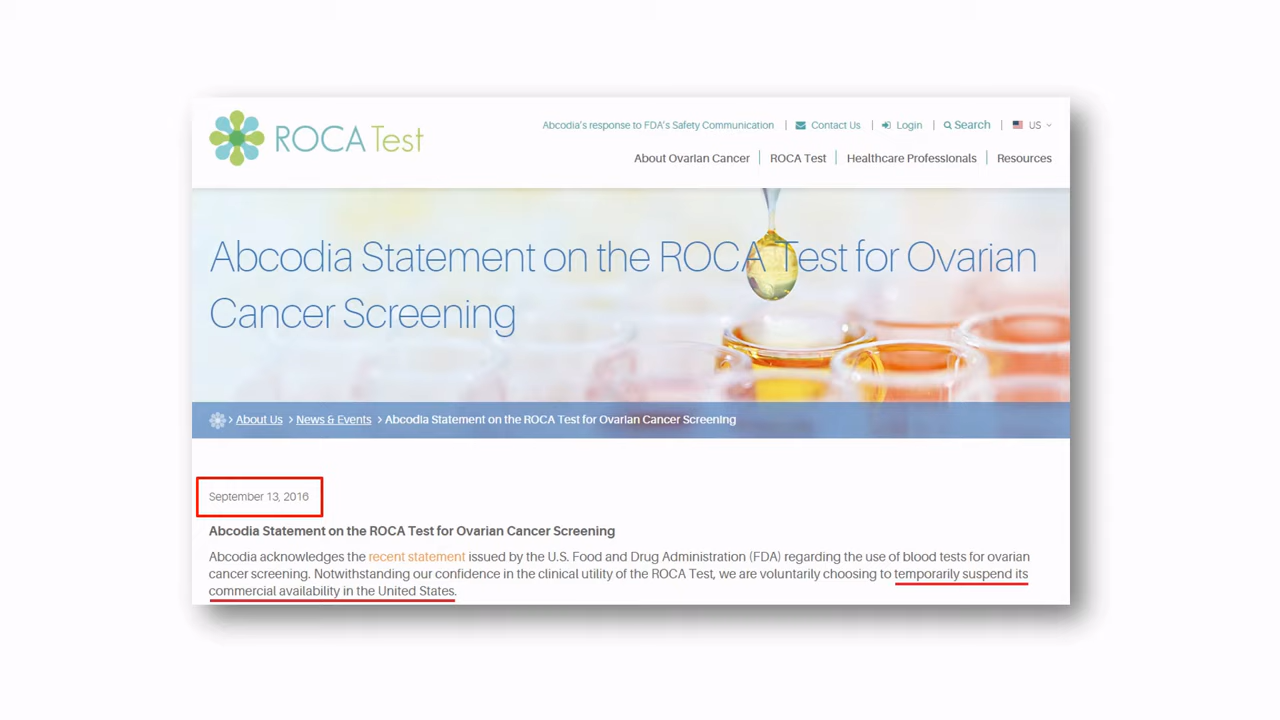 ROCA Test
Abcodia's response to FDA's Safety Communication | Contact Us | Login | Search | US
About Ovarian Cancer | ROCA Test | Healthcare Professionals | Resources
Abcodia Statement on the ROCA Test for Ovarian
Cancer Screening
> About Us > News & Events > Abcodia Statement on the ROCA Test for Ovarian Cancer Screening
September 13, 2016
Abcodia Statement on the ROCA Test for Ovarian Cancer Screening
Abcodia acknowledges the recent statement issued by the U.S. Food and Drug Administration (FDA) regarding the use of blood tests for ovarian
cancer screening. Notwithstanding our confidence in the clinical utility of the ROCA Test, we are voluntarily choosing to temporarily suspend its
commercial availability in the United States.